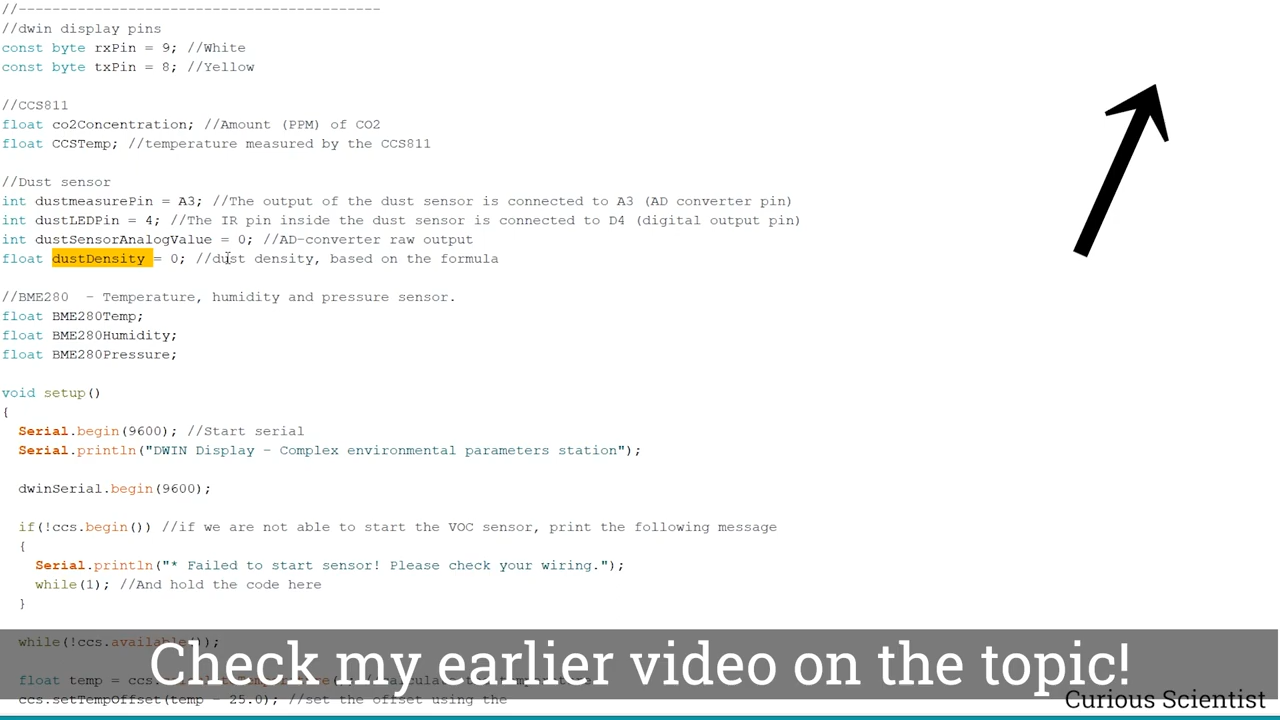 //-------------------------------------------
//dwin display pins
const byte rxPin = 9; //White
const byte txPin = 8; //Yellow
//CCS811
float co2Concentration; //Amount (PPM) of CO2
float CCSTemp; //temperature measured by the CCS811
//Dust sensor
int dustmeasurePin = A3; //The output of the dust sensor is connected to A3 (AD converter pin)
int dustLEDPin = 4; //The IR pin inside the dust sensor is connected to D4 (digital output pin)
int dustSensorAnalogValue = 0; //AD-converter raw output
float dustDensity = 0; //dust density, based on the formula
//BME280  - Temperature, humidity and pressure sensor.
float BME280Temp;
float BME280Humidity;
float BME280Pressure;
void setup()
{
Serial.begin(9600); //Start serial
Serial.println("DWIN Display - Complex environmental parameters station");
dwinSerial.begin(9600);
if(!ccs.begin()) //if we are not able to start the VOC sensor, print the following message
{
Serial.println("* Failed to start sensor! Please check your wiring.");
while(1); //And hold the code here
}
while(!ccs.available());
float temp = ccs.
ccs.setTempOffset(temp - 25.0); //set the offset using the
Check my earlier video on the topic!
Curious Scientist